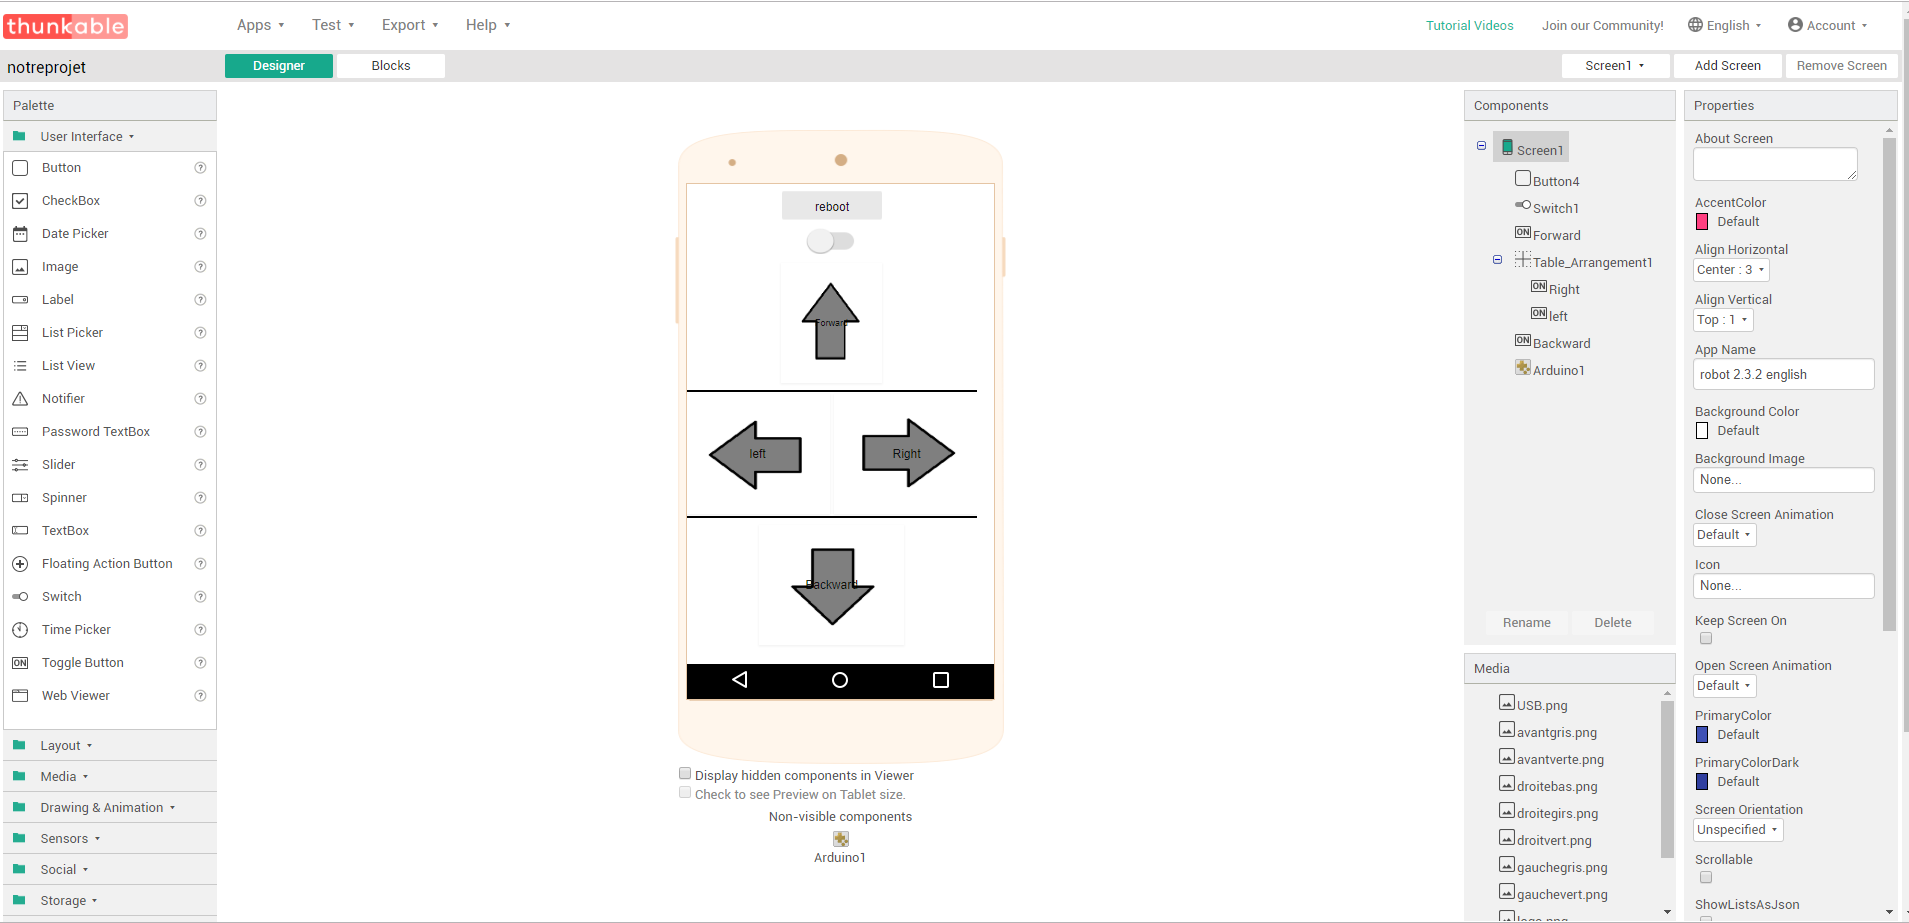 thunkable
Apps Test Export Help
Tutorial Videos Join our Community! English Account
notreprojet
Designer Blocks
Screen1 Add Screen Remove Screen
Palette
User Interface
Button
CheckBox
Date Picker
Image
Label
List Picker
List View
Notifier
Password TextBox
Slider
Spinner
TextBox
Floating Action Button
Switch
Time Picker
ON Toggle Button
Web Viewer
Layout
Media
Drawing & Animation
Sensors
Social
Storage
reboot
Forward
left
Right
Backward
Display hidden components in Viewer
Check to see Preview on Tablet size.
Non-visible components
Arduino1
Components
Screen1
Button4
Switch1
ON Forward
Table_Arrangement1
ON Right
ON left
ON Backward
Arduino1
Rename Delete
Media
USB.png
avantgris.png
avantverte.png
droitebas.png
droitegirs.png
droitvert.png
gauchegris.png
gauchevert.png
Properties
About Screen
AccentColor
Default
Align Horizontal
Center : 3
Align Vertical
Top : 1
App Name
robot 2.3.2 english
Background Color
Default
Background Image
None...
Close Screen Animation
Default
Icon
None...
Keep Screen On
Open Screen Animation
Default
PrimaryColor
Default
PrimaryColorDark
Default
Screen Orientation
Unspecified
Scrollable
ShowListsAsJson